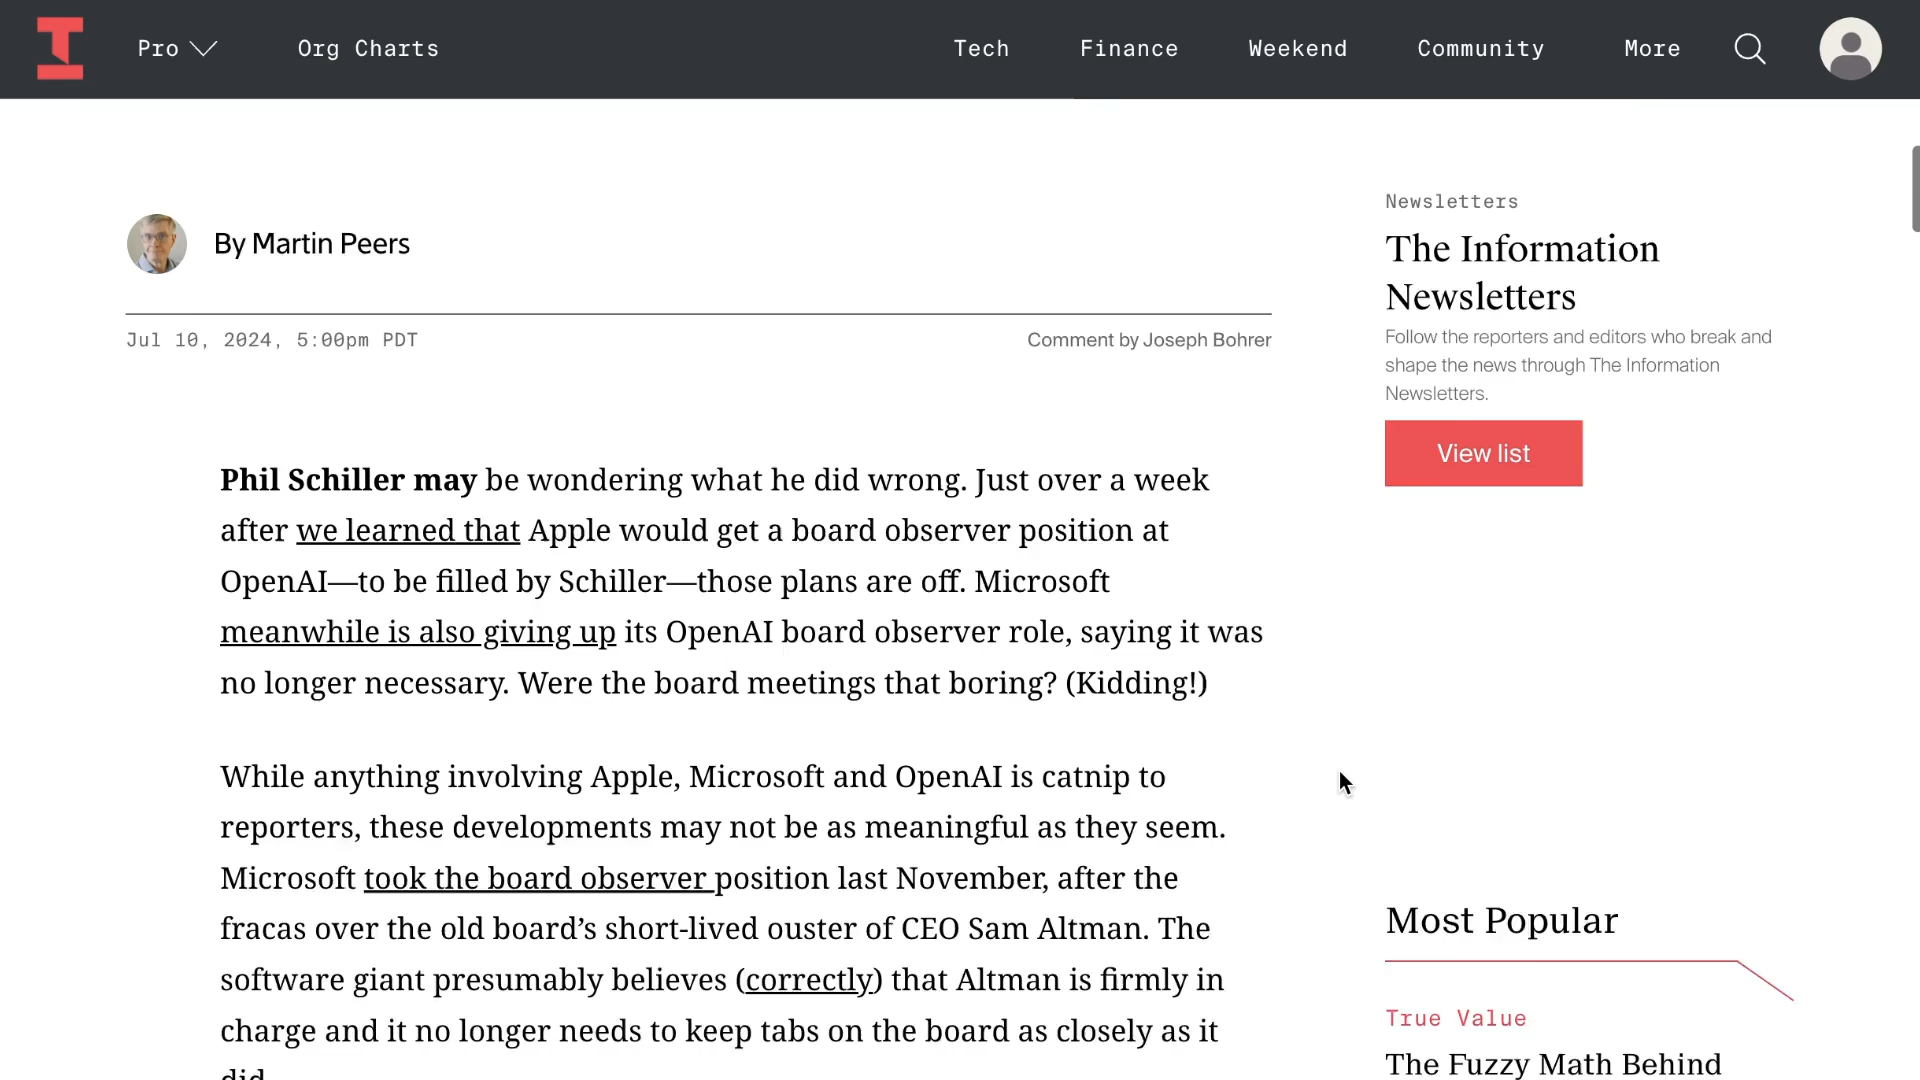 Pro
Org Charts
Tech
Finance
Weekend
Community
More
By Martin Peers
Jul 10, 2024, 5:00pm PDT
Comment by Joseph Bohrer
Phil Schiller may be wondering what he did wrong. Just over a week
after we learned that Apple would get a board observer position at
OpenAI—to be filled by Schiller—those plans are off. Microsoft
meanwhile is also giving up its OpenAI board observer role, saying it was
no longer necessary. Were the board meetings that boring? (Kidding!)
While anything involving Apple, Microsoft and OpenAI is catnip to
reporters, these developments may not be as meaningful as they seem.
Microsoft took the board observer position last November, after the
fracas over the old board’s short-lived ouster of CEO Sam Altman. The
software giant presumably believes (correctly) that Altman is firmly in
charge and it no longer needs to keep tabs on the board as closely as it
did.
Newsletters
The Information
Newsletters
Follow the reporters and editors who break and
shape the news through The Information
Newsletters.
View list
Most Popular
True Value
The Fuzzy Math Behind